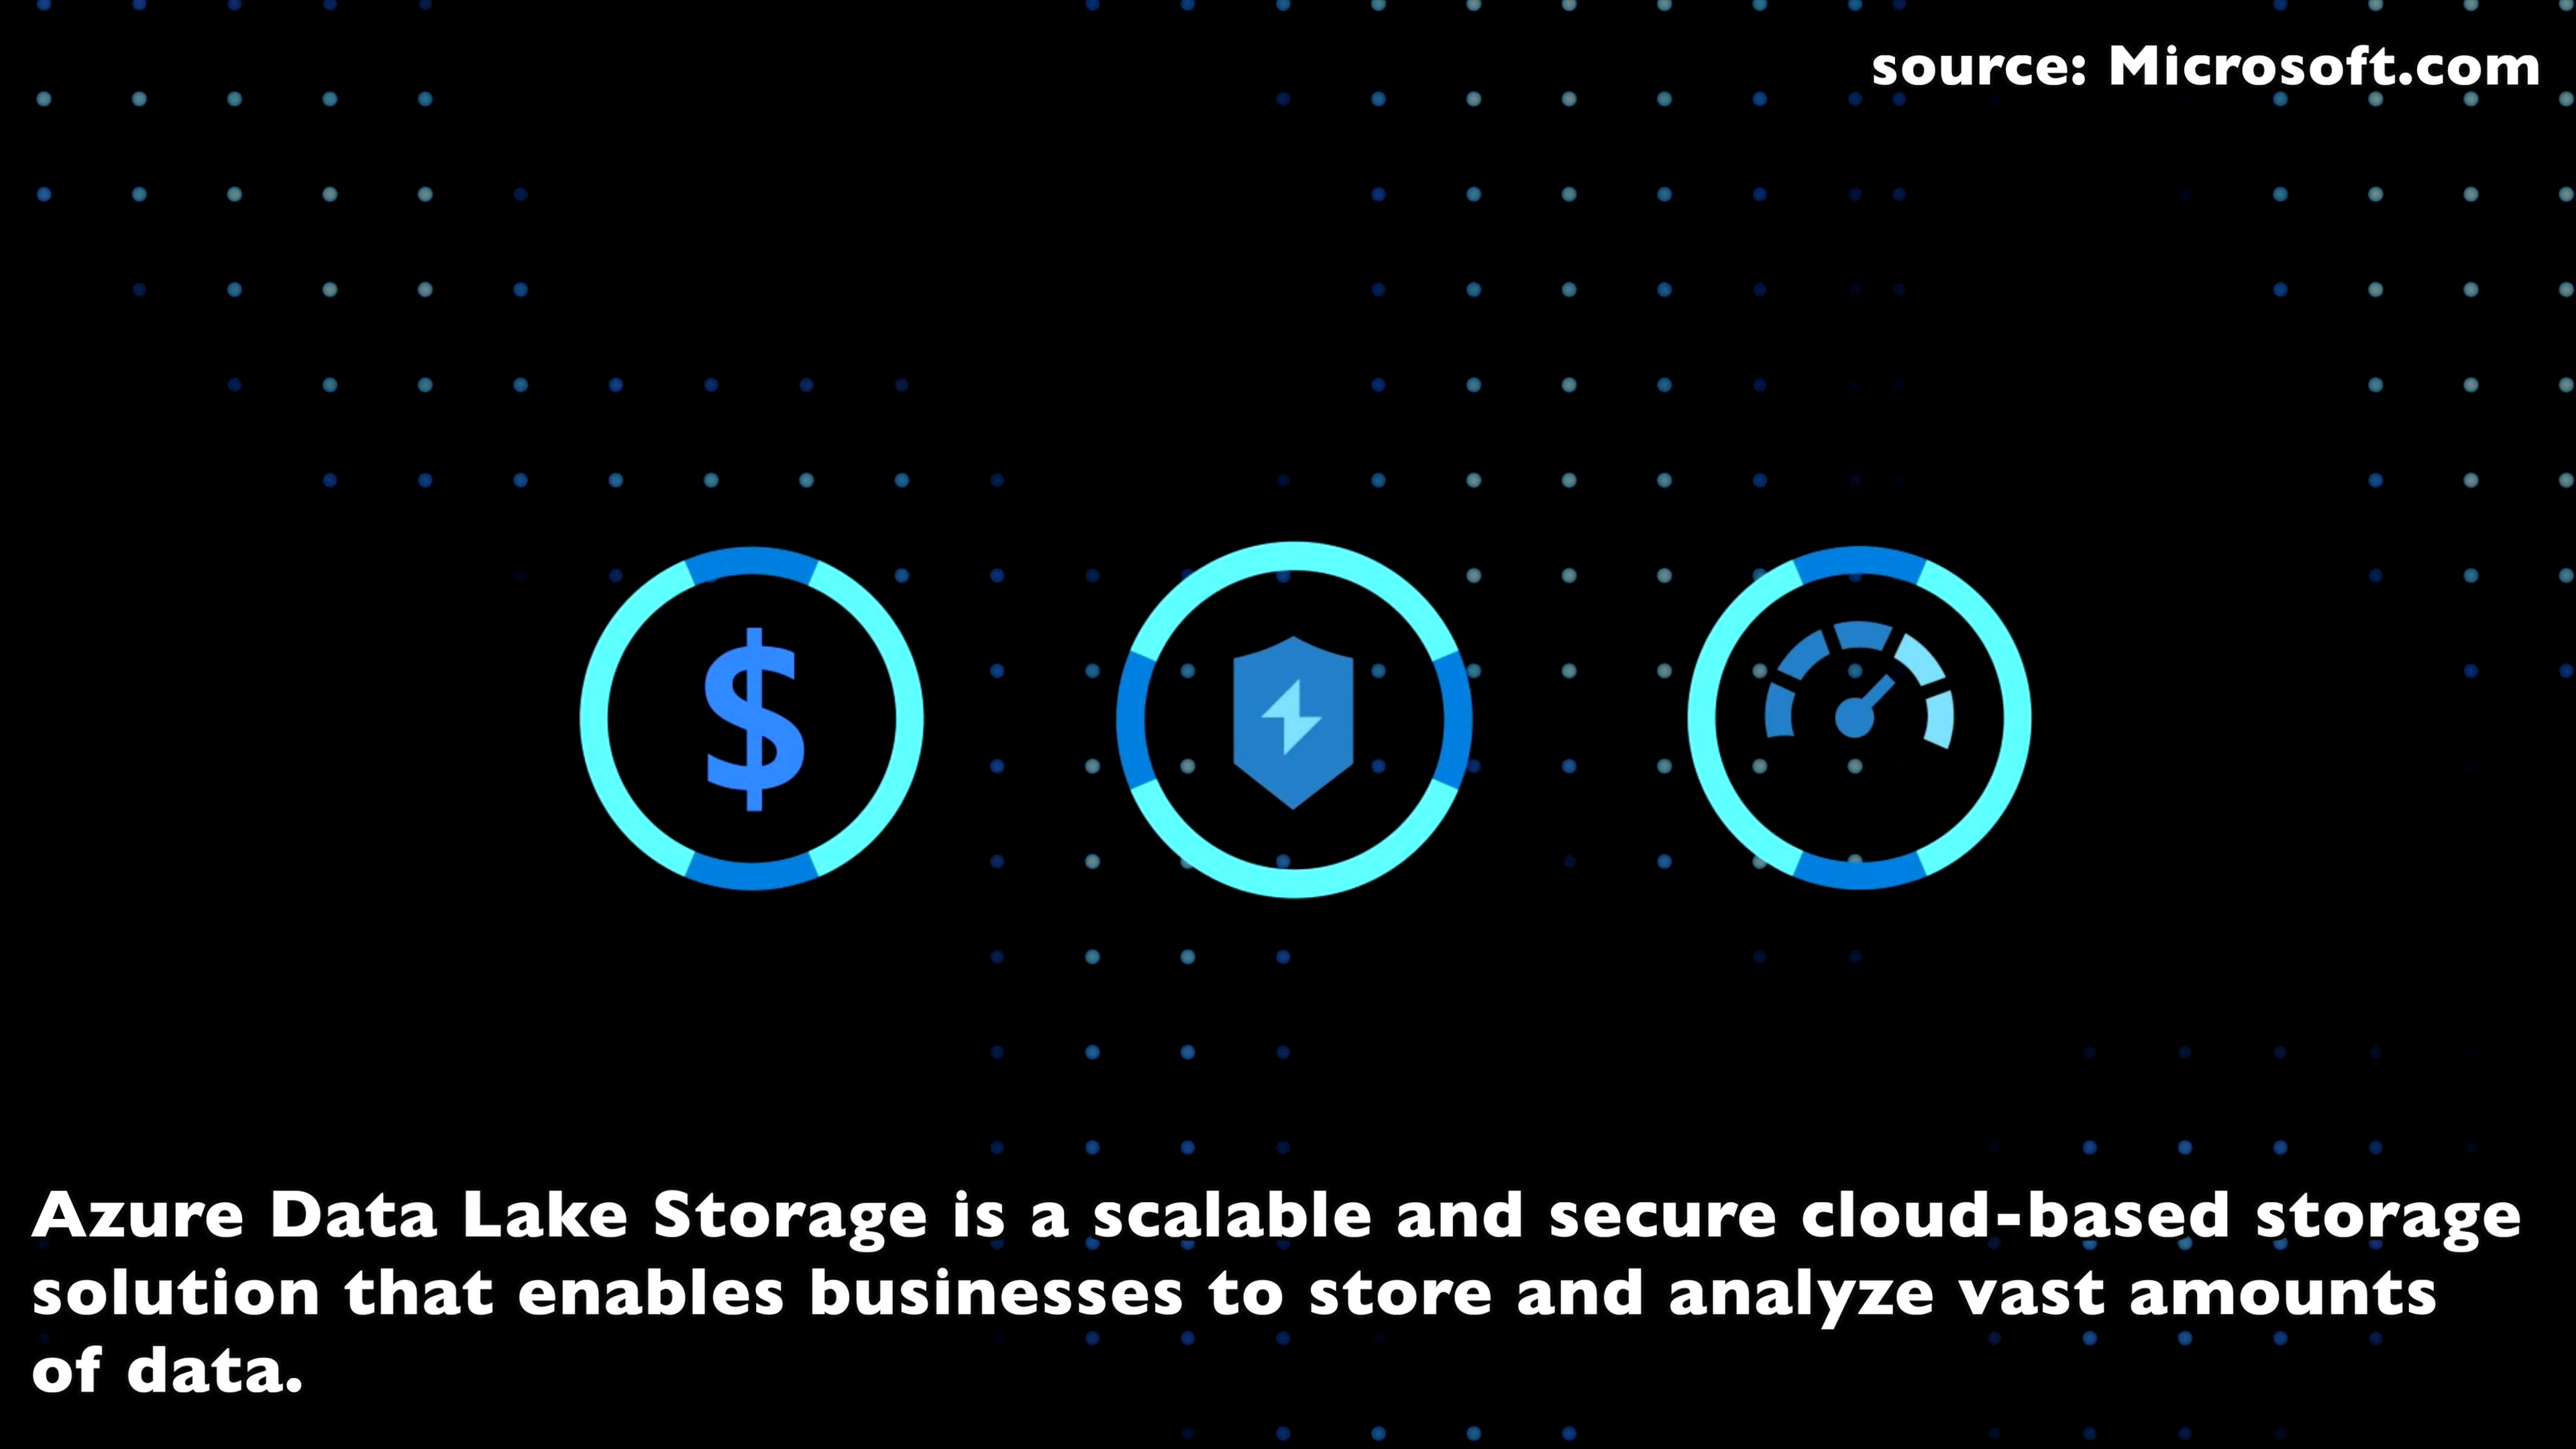 source: Microsoft.com
$
Azure Data Lake Storage is a scalable and secure cloud-based storage
solution that enables businesses to store and analyze vast amounts
of data.